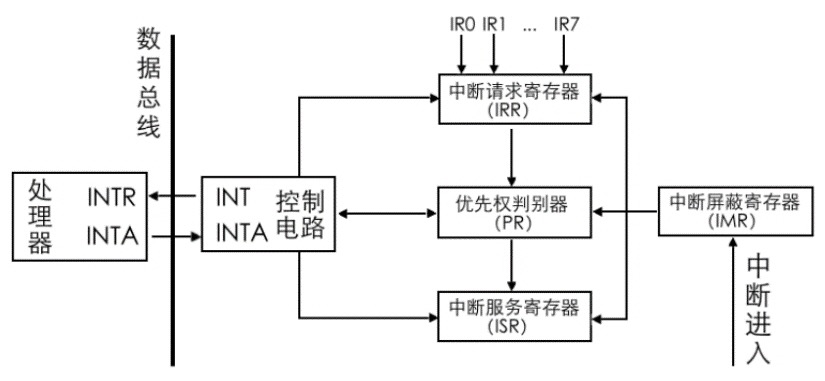 数据总线
IR0 IR1 ... IR7
中断请求寄存器
(IRR)
处理器
INTR
INTA
INT
INTA
控制
电路
优先权判别器
(PR)
中断屏蔽寄存器
(IMR)
中断服务寄存器
(ISR)
中断进入